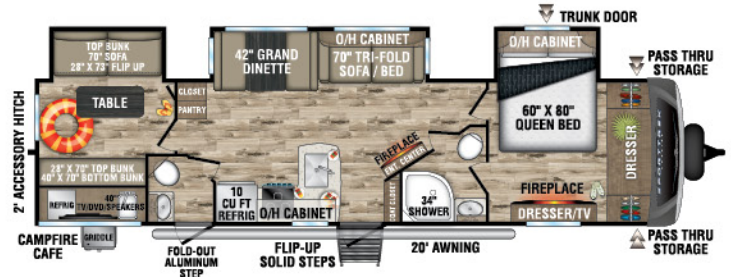 TRUNK DOOR
O/H CABINET
PASS THRU
STORAGE
TOP BUNK
70" SOFA
28" X 73" FLIP UP
42" GRAND
DINETTE
O/H CABINET
70" TRI-FOLD
SOFA / BED
TABLE
CLOSET
PANTRY
60" X 80"
QUEEN BED
2" ACCESSORY HITCH
DRESSER
FIREPLACE
ENT. CENTER
28" X 70" TOP BUNK
40" X 70" BOTTOM BUNK
REFRIG
40"
TV/DVD/SPEAKERS
10
CU FT
REFRIG
O/H CABINET
34"
SHOWER
FIREPLACE
DRESSER/TV
CAMPFIRE
CAFE
GRIDDLE
FOLD-OUT
ALUMINUM
STEP
FLIP-UP
SOLID STEPS
20' AWNING
PASS THRU
STORAGE